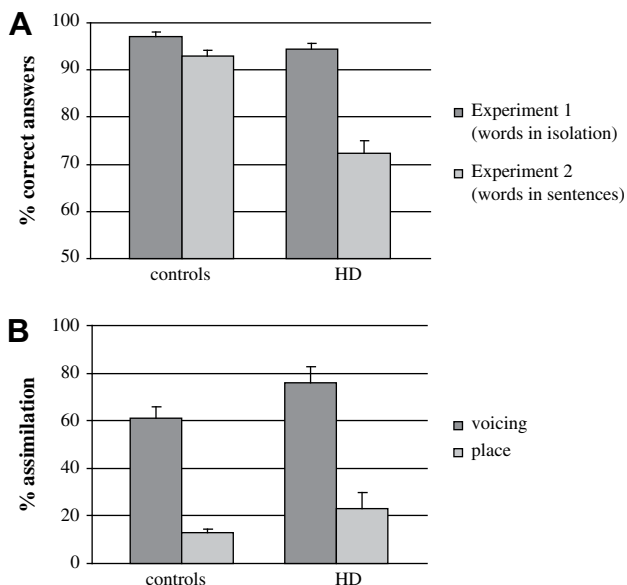 A
% correct answers
100
90
80
70
60
50
controls
HD
Experiment 1
(words in isolation)
Experiment 2
(words in sentences)
B
% assimilation
100
80
60
40
20
0
controls
HD
voicing
place